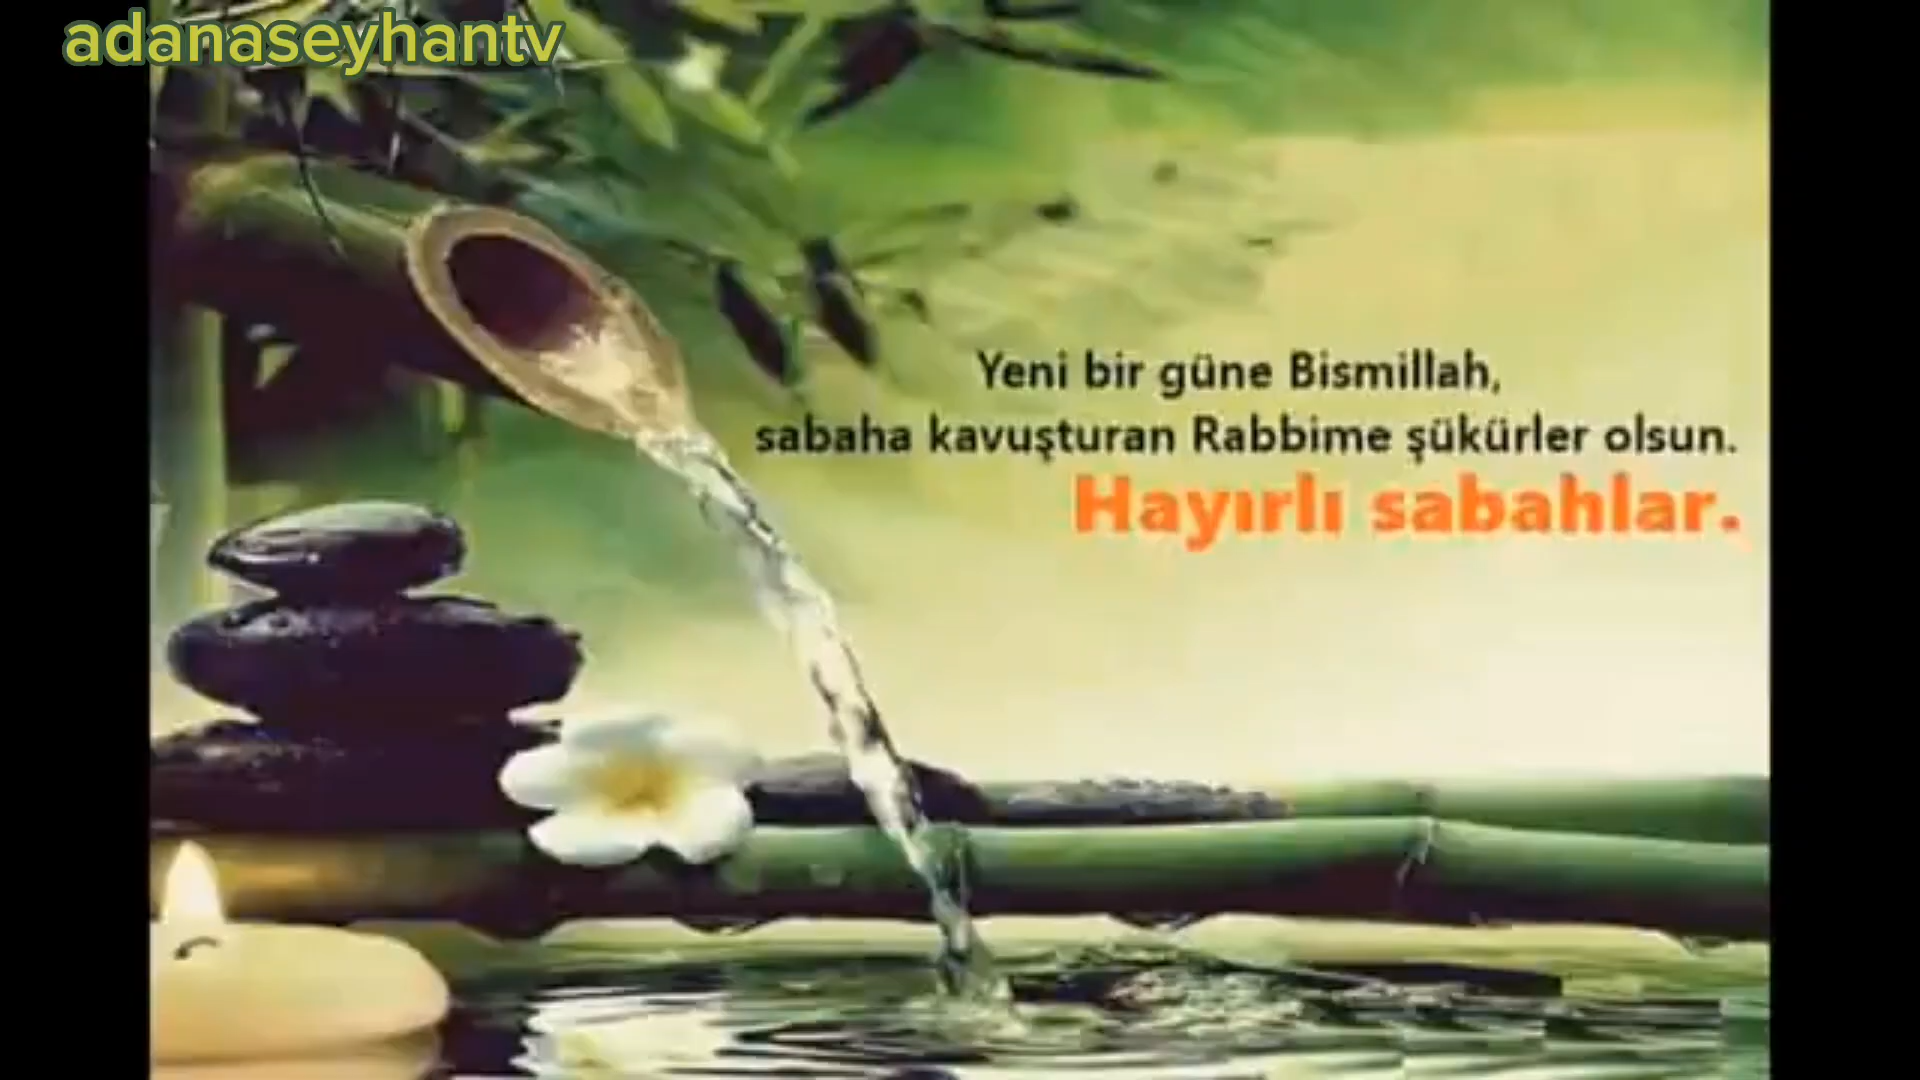 adanaseyhantv
Yeni bir güne Bismillah,
sabaha kavuşturan Rabbime şükürler olsun.
Hayırlı sabahlar.